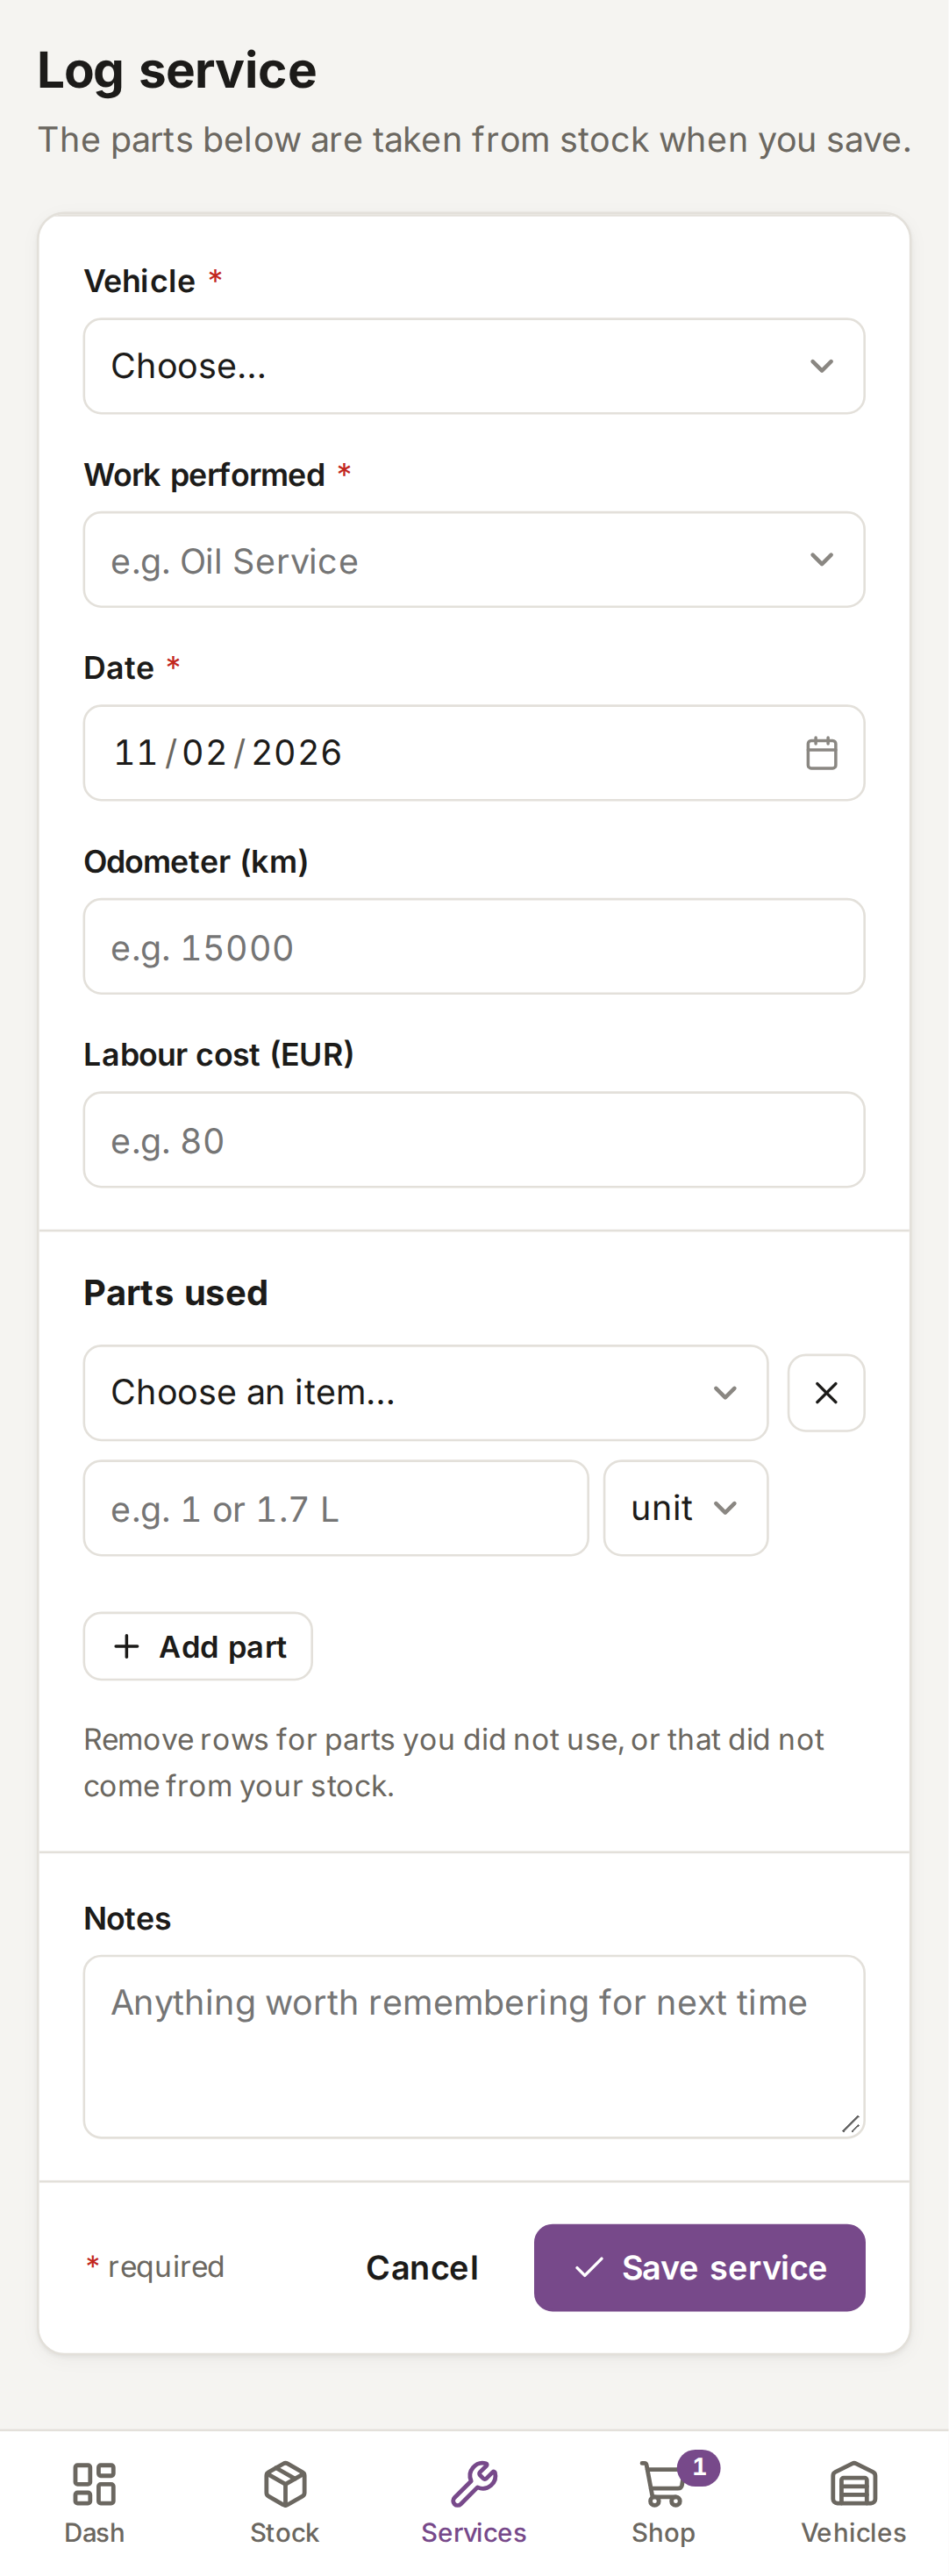 Log service
The parts below are taken from stock when you save.
Vehicle *
Choose...
Work performed *
e.g. Oil Service
Date *
11/02/2026
Odometer (km)
e.g. 15000
Labour cost (EUR)
e.g. 80
Parts used
Choose an item...
e.g. 1 or 1.7 L
unit
Add part
Remove rows for parts you did not use, or that did not
come from your stock.
Notes
Anything worth remembering for next time
* required
Cancel
Save service
1
Dash
Stock
Services
Shop
Vehicles